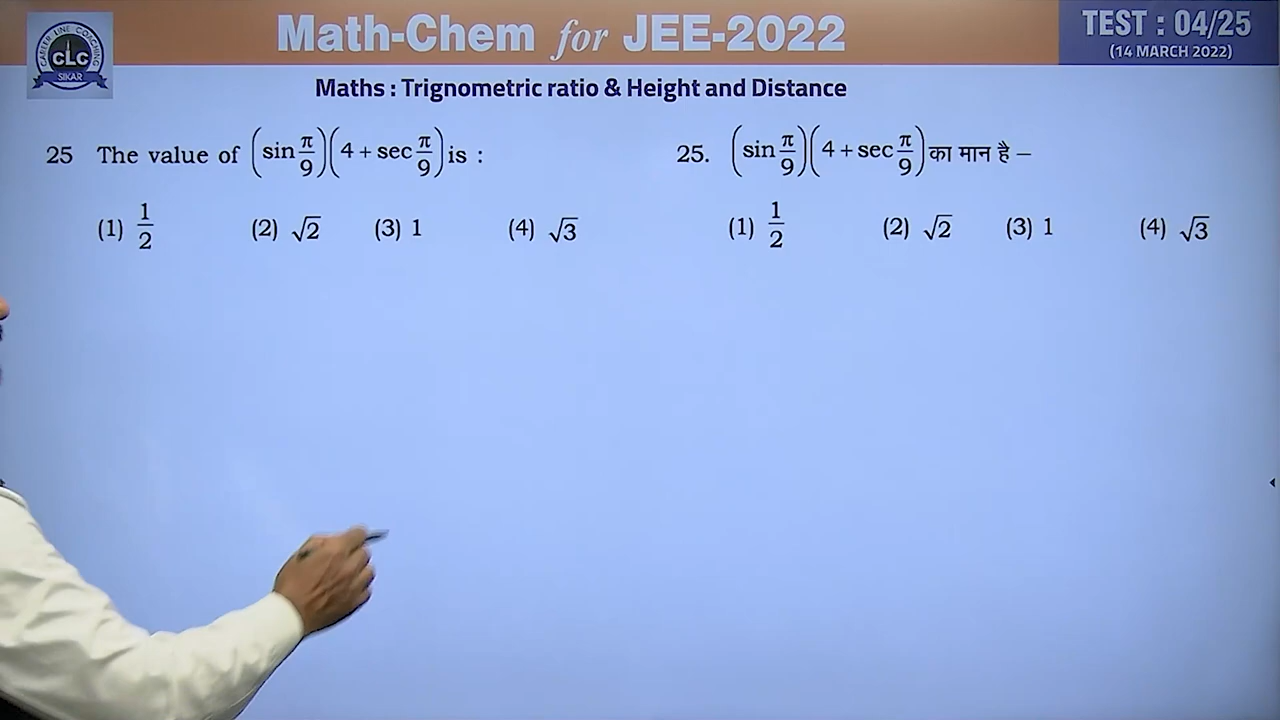 CAREER LINE COACHING
CLC
SIKAR
Math-Chem for JEE-2022
TEST : 04/25
(14 MARCH 2022)
Maths : Trignometric ratio & Height and Distance
25 The value of (sin π/9)(4 + sec π/9) is :
(1) 1/2 (2) √2 (3) 1 (4) √3
25. (sin π/9)(4 + sec π/9) का मान है –
(1) 1/2 (2) √2 (3) 1 (4) √3